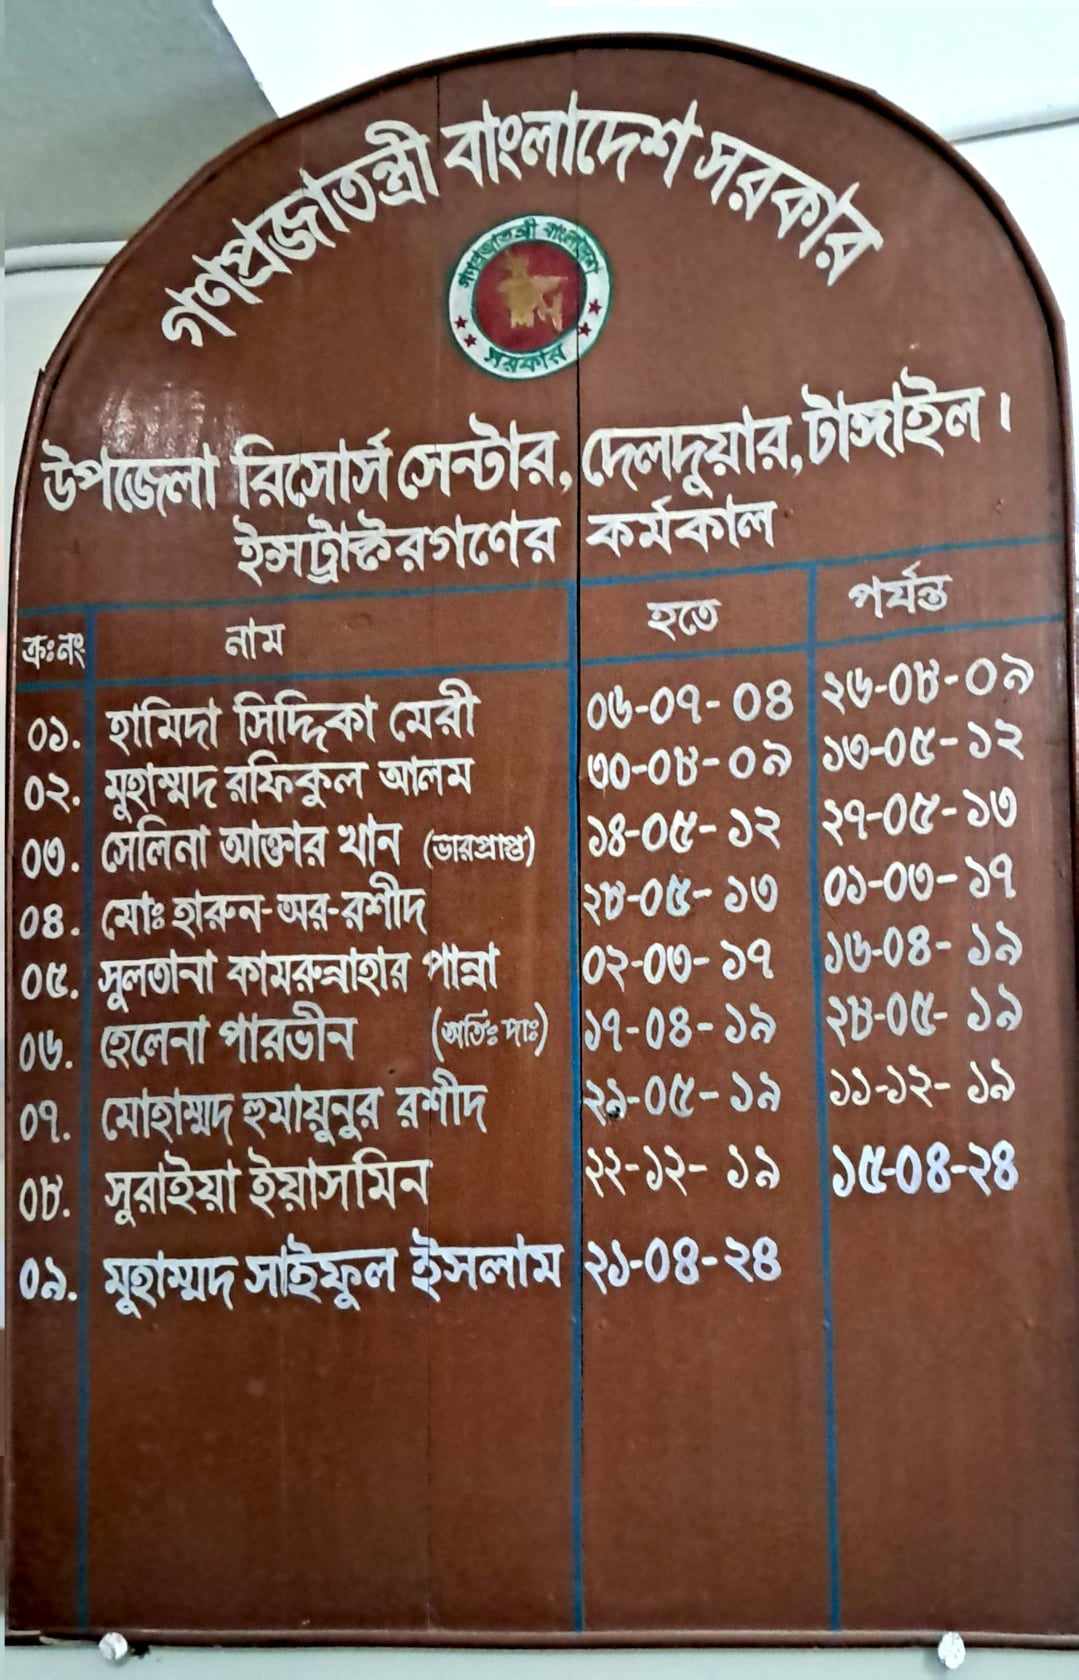 গণপ্রজাতন্ত্রী বাংলাদেশ সরকার
গণপ্রজাতন্ত্রী বাংলাদেশ
সরকার
উপজেলা রিসোর্স সেন্টার, দেলদুয়ার, টাঙ্গাইল।
ইন্সট্রাক্টরগণের কর্মকাল
ক্রঃনং নাম হতে পর্যন্ত
০১. হামিদা সিদ্দিকা মেরী ০৬-০৭-০৪ ২৬-০৮-০৯
০২. মুহাম্মদ রফিকুল আলম ৩০-০৮-০৯ ১৩-০৫-১২
০৩. সেলিনা আক্তার খান (ভারপ্রাপ্ত) ১৪-০৫-১২ ২৭-০৫-১৩
০৪. মোঃ হারুন-অর-রশীদ ২৮-০৫-১৩ ০১-০৩-১৭
০৫. সুলতানা কামরুন্নাহার পান্না ০২-০৩-১৭ ১৬-০৪-১৯
০৬. হেলেনা পারভীন (অতিঃ দাঃ) ১৭-০৪-১৯ ২৮-০৫-১৯
০৭. মোহাম্মদ হুমায়ুনুর রশীদ ২৯-০৫-১৯ ১১-১২-১৯
০৮. সুরাইয়া ইয়াসমিন ২২-১২-১৯ ১৫-০৪-২৪
০৯. মুহাম্মদ সাইফুল ইসলাম ২১-০৪-২৪